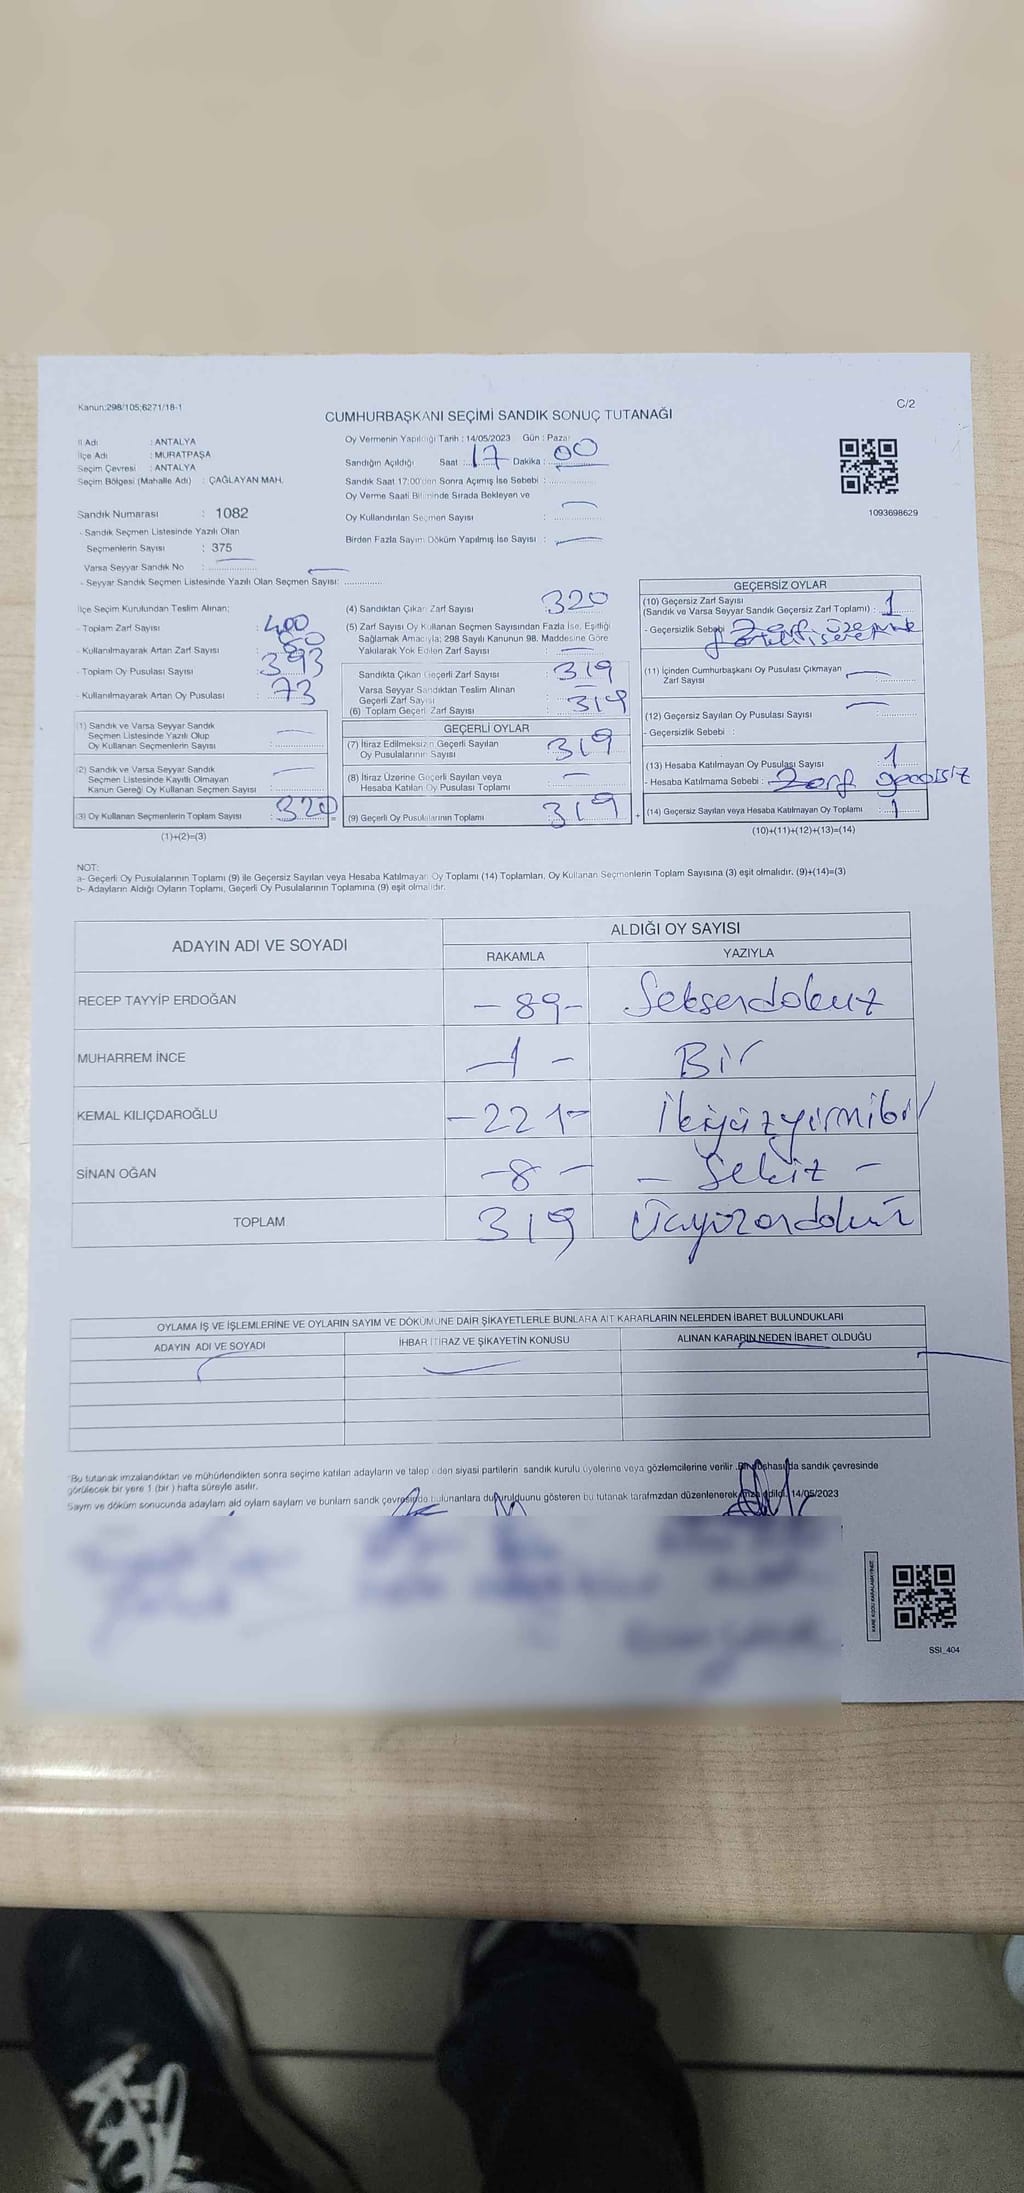 Kanun:298/105;6271/18-1
C/2
CUMHURBAŞKANI SEÇİMİ SANDIK SONUÇ TUTANAĞI
İl Adı : ANTALYA
İlçe Adı : MURATPAŞA
Seçim Çevresi : ANTALYA
Seçim Bölgesi (Mahalle Adı) : ÇAĞLAYAN MAH.
Oy Vermenin Yapıldığı Tarih : 14/05/2023 Gün : Pazar
Sandığın Açıldığı Saat : 17 Dakika : 00
Sandık Saat 17:00'den Sonra Açımış İse Sebebi :
Oy Verme Saati Bitiminde Sırada Bekleyen ve
Oy Kullandırılan Seçmen Sayısı :
Birden Fazla Sayım Döküm Yapılmış İse Sayısı :
1093698629
Sandık Numarası : 1082
- Sandık Seçmen Listesinde Yazılı Olan
Seçmenlerin Sayısı : 375
Varsa Seyyar Sandık No :
- Seyyar Sandık Seçmen Listesinde Yazılı Olan Seçmen Sayısı:
İlçe Seçim Kurulundan Teslim Alınan;
- Toplam Zarf Sayısı : 400
- Kullanılmayarak Artan Zarf Sayısı : 80
- Toplam Oy Pusulası Sayısı : 393
- Kullanılmayarak Artan Oy Pusulası : 73
(1) Sandık ve Varsa Seyyar Sandık
Seçmen Listesinde Yazılı Olup
Oy Kullanan Seçmenlerin Sayısı :
(2) Sandık ve Varsa Seyyar Sandık
Seçmen Listesinde Kayıtlı Olmayan
Kanun Gereği Oy Kullanan Seçmen Sayısı :
(3) Oy Kullanan Seçmenlerin Toplam Sayısı : 320
(1)+(2)=(3)
(4) Sandıktan Çıkan Zarf Sayısı : 320
(5) Zarf Sayısı Oy Kullanan Seçmen Sayısından Fazla İse, Eşitliği
Sağlamak Amacıyla; 298 Sayılı Kanunun 98. Maddesine Göre
Yakılarak Yok Edilen Zarf Sayısı :
Sandıkta Çıkan Geçerli Zarf Sayısı : 319
Varsa Seyyar Sandıktan Teslim Alınan
Geçerli Zarf Sayısı :
(6) Toplam Geçerli Zarf Sayısı : 319
GEÇERLİ OYLAR
(7) İtiraz Edilmeksizin Geçerli Sayılan
Oy Pusulalarının Sayısı : 319
(8) İtiraz Üzerine Geçerli Sayılan veya
Hesaba Katılan Oy Pusulası Toplamı :
(9) Geçerli Oy Pusulalarının Toplamı : 319
GEÇERSİZ OYLAR
(10) Geçersiz Zarf Sayısı
(Sandık ve Varsa Seyyar Sandık Geçersiz Zarf Toplamı) : 1
- Geçersizlik Sebebi : Zarf üzerine
(11) İçinden Cumhurbaşkanı Oy Pusulası Çıkmayan
Zarf Sayısı :
(12) Geçersiz Sayılan Oy Pusulası Sayısı :
- Geçersizlik Sebebi :
(13) Hesaba Katılmayan Oy Pusulası Sayısı : 1
- Hesaba Katılmama Sebebi : Zarf geçersiz
(14) Geçersiz Sayılan veya Hesaba Katılmayan Oy Toplamı : 1
(10)+(11)+(12)+(13)=(14)
NOT:
a- Geçerli Oy Pusulalarının Toplamı (9) ile Geçersiz Sayılan veya Hesaba Katılmayan Oy Toplamı (14) Toplamları, Oy Kullanan Seçmenlerin Toplam Sayısına (3) eşit olmalıdır. (9)+(14)=(3)
b- Adayların Aldığı Oyların Toplamı, Geçerli Oy Pusulalarının Toplamına (9) eşit olmalıdır.
ADAYIN ADI VE SOYADI
ALDIĞI OY SAYISI
RAKAMLA YAZIYLA
RECEP TAYYİP ERDOĞAN -89- Seksendokuz
MUHARREM İNCE -1- Bir
KEMAL KILIÇDAROĞLU -221- İkiyüzyirmibir
SİNAN OĞAN -8- - Sekiz -
TOPLAM 319 Üçyüzondokuz
OYLAMA İŞ VE İŞLEMLERİNE VE OYLARIN SAYIM VE DÖKÜMÜNE DAİR ŞİKAYETLERLE BUNLARA AİT KARARLARIN NELERDEN İBARET BULUNDUKLARI
ADAYIN ADI VE SOYADI İHBAR İTİRAZ VE ŞİKAYETİN KONUSU ALINAN KARARIN NEDEN İBARET OLDUĞU
"Bu tutanak imzalandıktan ve mühürlendikten sonra seçime katılan adayların ve talep eden siyasi partilerin sandık kurulu üyelerine veya gözlemcilerine verilir. Bir nüshası da sandık çevresinde
görülecek bir yere 1 (bir) hafta süreyle asılır.
Sayım ve döküm sonucunda adayların aldığı oyların sayıları ve bunların sandık çevresinde bulunanlara duyurulduğunu gösteren bu tutanak tarafımızdan düzenlenerek imza edildi. 14/05/2023
KARE KODU KARALAMAYINIZ!
SSI_404